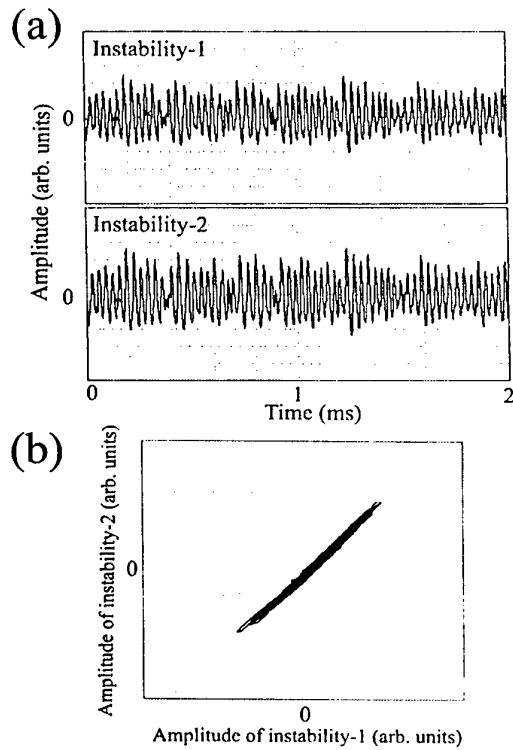 (a)
Instability-1
0
Amplitude (arb. units)
Instability-2
0
0 1 2
Time (ms)
(b)
Amplitude of instability-2 (arb. units)
0
0
Amplitude of instability-1 (arb. units)